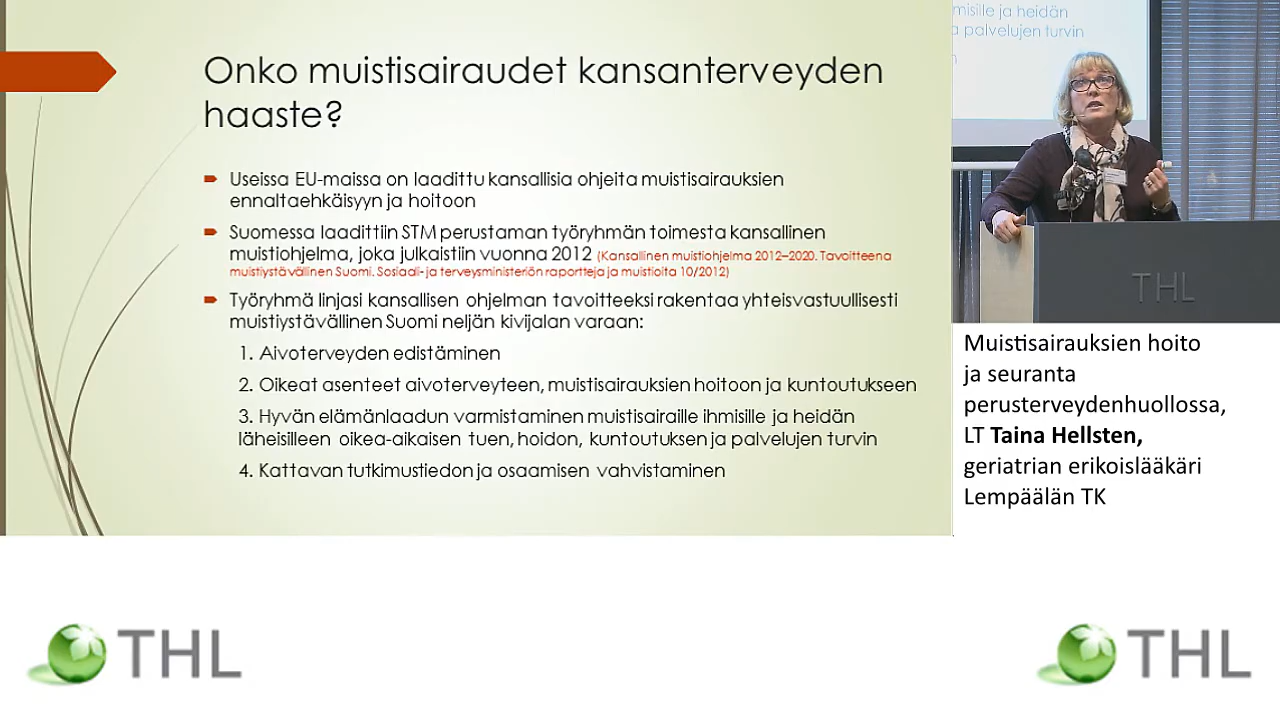 Onko muistisairaudet kansanterveyden
haaste?
Useissa EU-maissa on laadittu kansallisia ohjeita muistisairauksien
ennaltaehkäisyyn ja hoitoon
Suomessa laadittiin STM perustaman työryhmän toimesta kansallinen
muistiohjelma, joka julkaistiin vuonna 2012 (Kansallinen muistiohjelma 2012–2020. Tavoitteena
muistiystävällinen Suomi. Sosiaali- ja terveysministeriön raportteja ja muistioita 10/2012)
Työryhmä linjasi kansallisen ohjelman tavoitteeksi rakentaa yhteisvastuullisesti
muistiystävällinen Suomi neljän kivijalan varaan:
1. Aivoterveyden edistäminen
2. Oikeat asenteet aivoterveyteen, muistisairauksien hoitoon ja kuntoutukseen
3. Hyvän elämänlaadun varmistaminen muistisairaille ihmisille ja heidän
läheisilleen oikea-aikaisen tuen, hoidon, kuntoutuksen ja palvelujen turvin
4. Kattavan tutkimustiedon ja osaamisen vahvistaminen
misille ja heidän
a palvelujen turvin
THL
Muistisairauksien hoito
ja seuranta
perusterveydenhuollossa,
LT Taina Hellsten,
geriatrian erikoislääkäri
Lempäälän TK
THL
THL